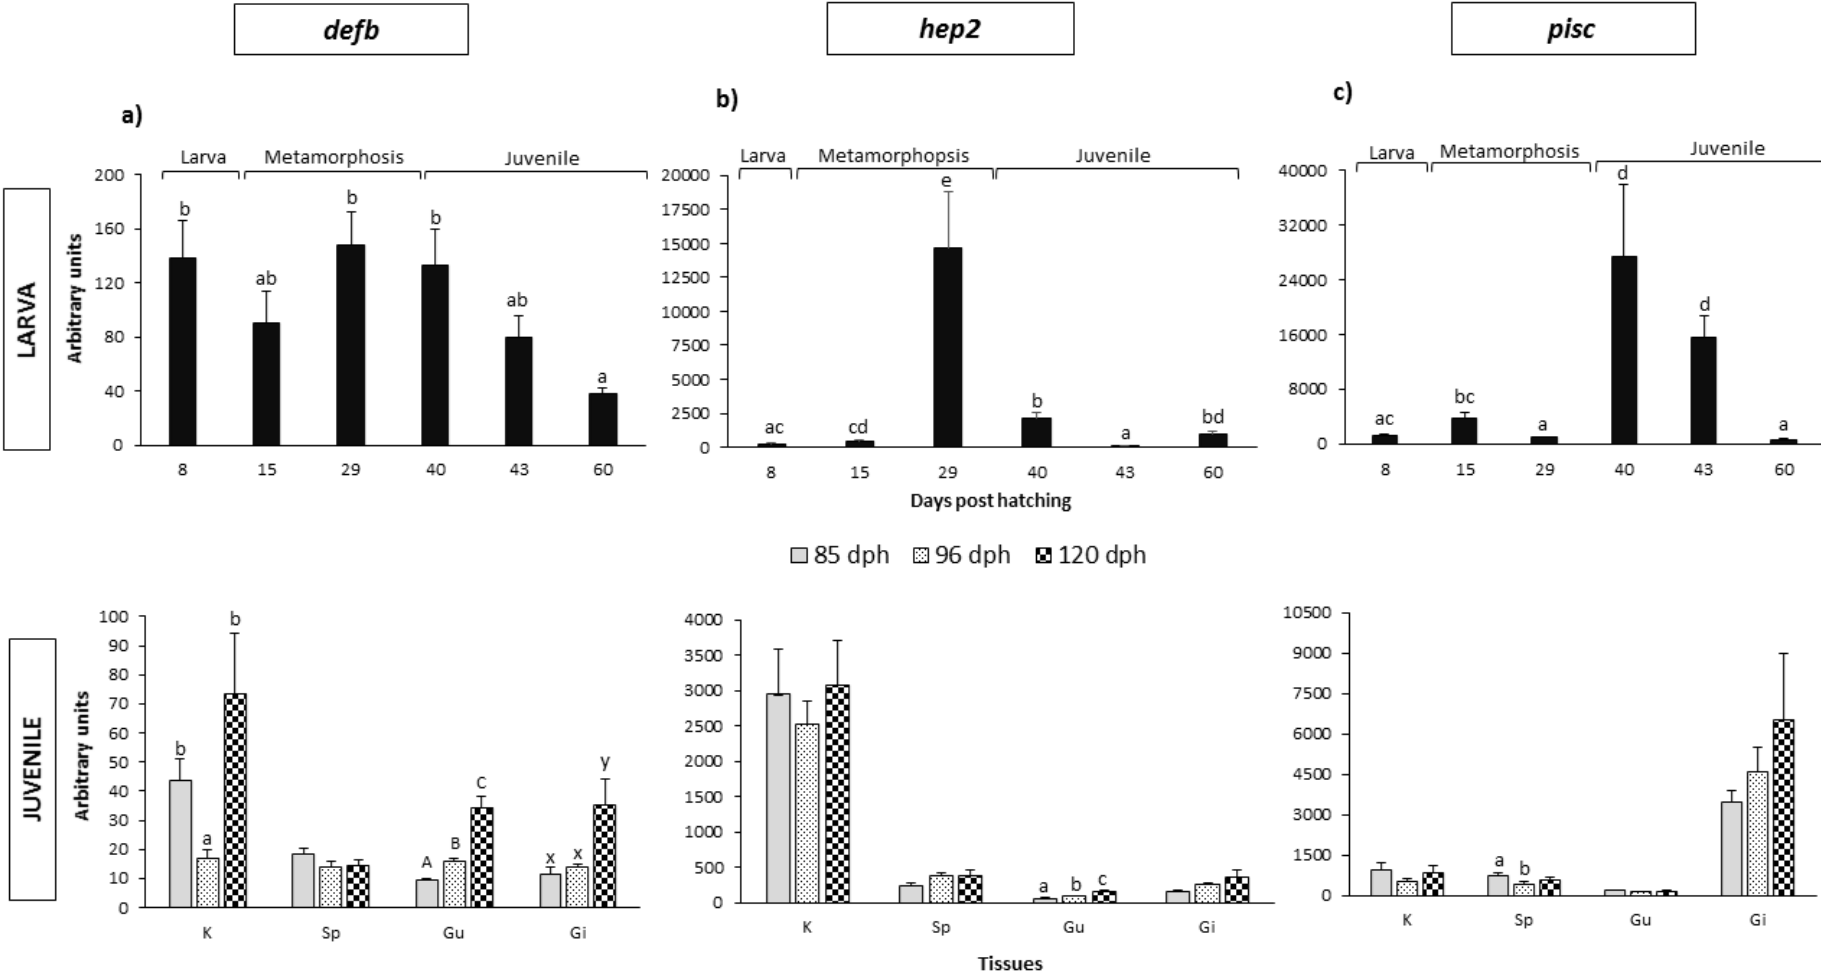 defb hep2 pisc
a) b) c)
LARVA
Larva Metamorphosis Juvenile
Arbitrary units
200
160
120
80
40
0
b ab b b ab a
8 15 29 40 43 60
Larva Metamorphopsis Juvenile
20000
17500
15000
12500
10000
7500
5000
2500
0
ac cd e b a bd
8 15 29 40 43 60
Days post hatching
Larva Metamorphosis Juvenile
40000
32000
24000
16000
8000
0
ac bc a d d a
8 15 29 40 43 60
85 dph 96 dph 120 dph
JUVENILE
Arbitrary units
100
90
80
70
60
50
40
30
20
10
0
b a b A B C x x y
K Sp Gu Gi
4000
3500
3000
2500
2000
1500
1000
500
0
a b c
K Sp Gu Gi
Tissues
10500
9000
7500
6000
4500
3000
1500
0
a b
K Sp Gu Gi